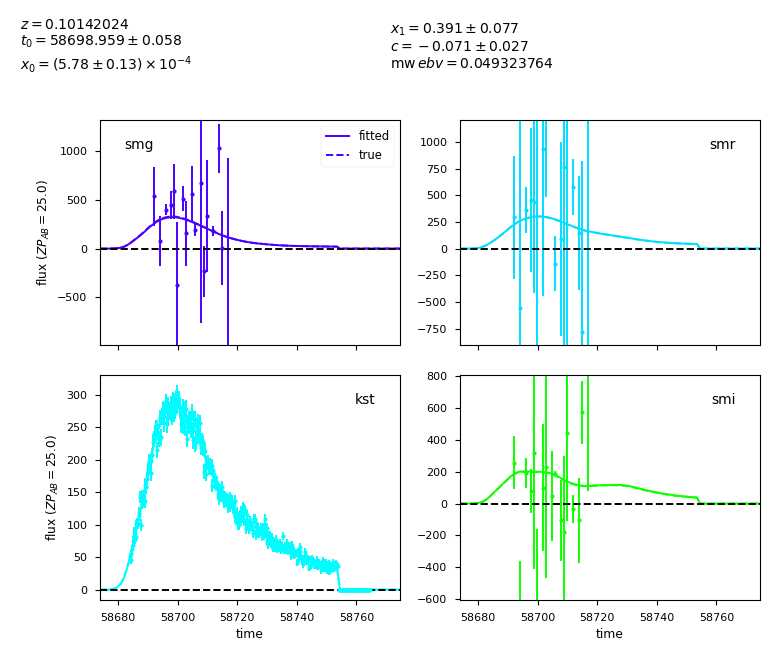 z = 0.10142024
t0 = 58698.959 ± 0.058
x0 = (5.78 ± 0.13) × 10^−4
x1 = 0.391 ± 0.077
c = −0.071 ± 0.027
mw ebv = 0.049323764
smg
fitted
true
1000
500
0
−500
flux (ZP_AB = 25.0)
smr
1000
750
500
250
0
−250
−500
−750
kst
300
250
200
150
100
50
0
flux (ZP_AB = 25.0)
58680 58700 58720 58740 58760
time
smi
800
600
400
200
0
−200
−400
−600
58680 58700 58720 58740 58760
time